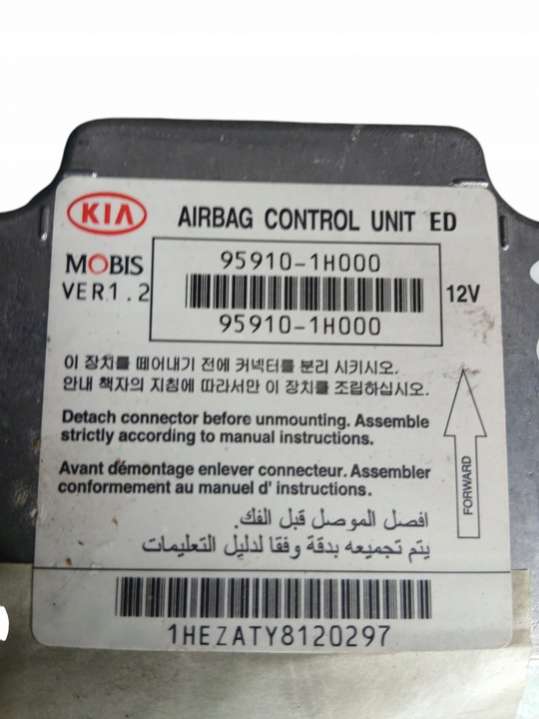 KIA AIRBAG CONTROL UNIT ED
MOBIS
VER1.2
95910-1H000
95910-1H000
12V
이 장치를 떼어내기 전에 커넥터를 분리 시키시오.
안내 책자의 지침에 따라서만 이 장치를 조립하십시오.
Detach connector before unmounting. Assemble
strictly according to manual instructions.
Avant démontage enlever connecteur. Assembler
conformement au manuel d' instructions.
افصل الموصل قبل الفك.
يتم تجميعه بدقة وفقا لدليل التعليمات
FORWARD
1HEZATY8120297